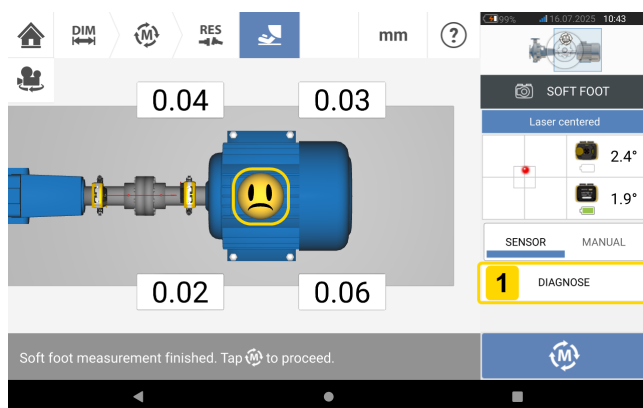 DIM
M
RES
mm
?
99% 16.07.2025 10:43
SOFT FOOT
Laser centered
2.4°
1.9°
SENSOR MANUAL
1 DIAGNOSE
0.04 0.03
0.02 0.06
Soft foot measurement finished. Tap M to proceed.
M